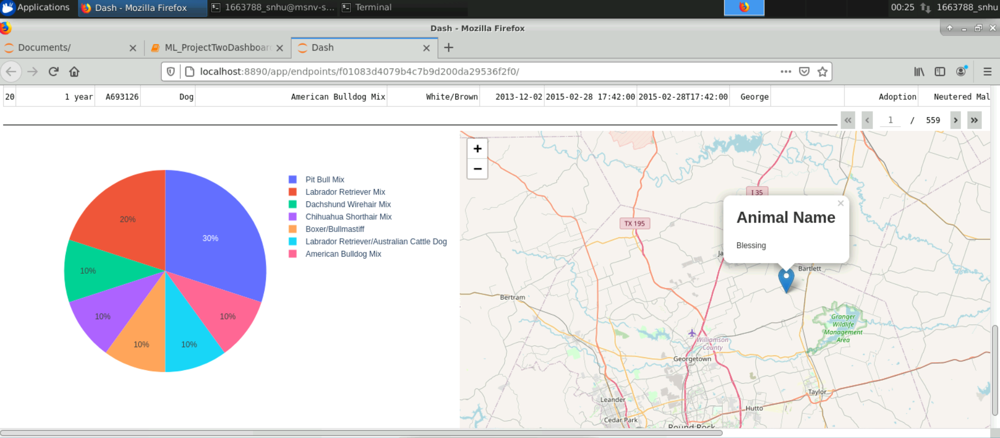 Applications
Dash - Mozilla Firefox
1663788_snhu@msnv-s...
Terminal
00:25
1663788_snhu
Dash - Mozilla Firefox
Documents/
ML_ProjectTwoDashboar
Dash
localhost:8890/app/endpoints/f01083d4079b4c7b9d200da29536f2f0/
20 1 year A693126 Dog American Bulldog Mix White/Brown 2013-12-02 2015-02-28 17:42:00 2015-02-28T17:42:00 George Adoption Neutered Mal
« ‹ 1 / 559 › »
Pit Bull Mix
Labrador Retriever Mix
Dachshund Wirehair Mix
Chihuahua Shorthair Mix
Boxer/Bullmastiff
Labrador Retriever/Australian Cattle Dog
American Bulldog Mix
20%
30%
10%
10%
10%
10%
10%
+
−
I 35
TX 195
×
Animal Name
Blessing
Ja
Bartlett
Bertram
Granger
Wildlife
Management
Area
Williamson
County
Georgetown
Taylor
Leander
Hutto
Cedar Park
Round Rock